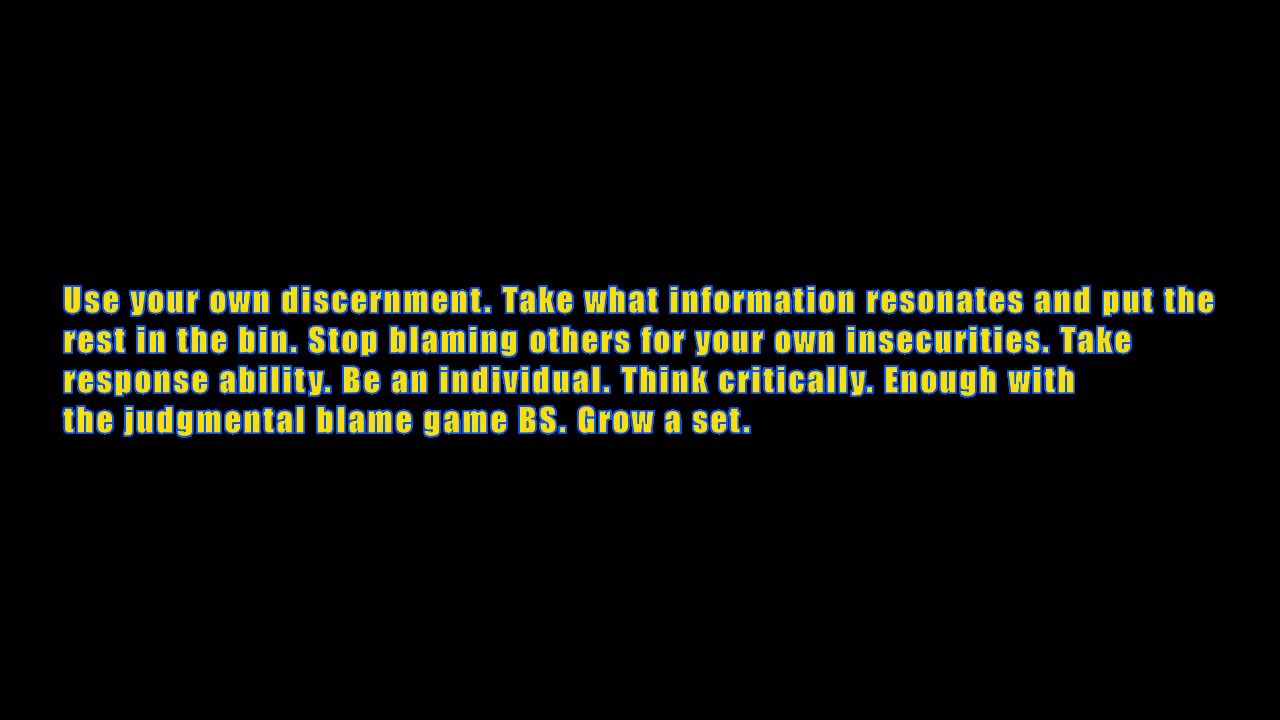 Use your own discernment. Take what information resonates and put the
rest in the bin. Stop blaming others for your own insecurities. Take
response ability. Be an individual. Think critically. Enough with
the judgmental blame game BS. Grow a set.